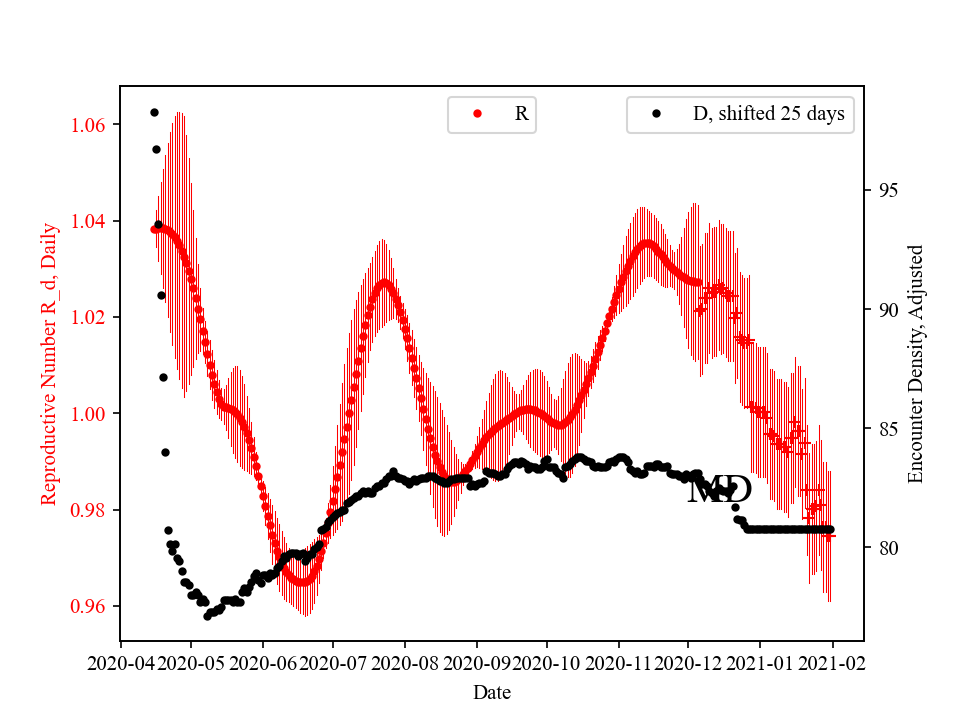 R
D, shifted 25 days
1.06
1.04
1.02
1.00
0.98
0.96
Reproductive Number R_d, Daily
95
90
85
80
Encounter Density, Adjusted
MD
2020-04 2020-05 2020-06 2020-07 2020-08 2020-09 2020-10 2020-11 2020-12 2021-01 2021-02
Date